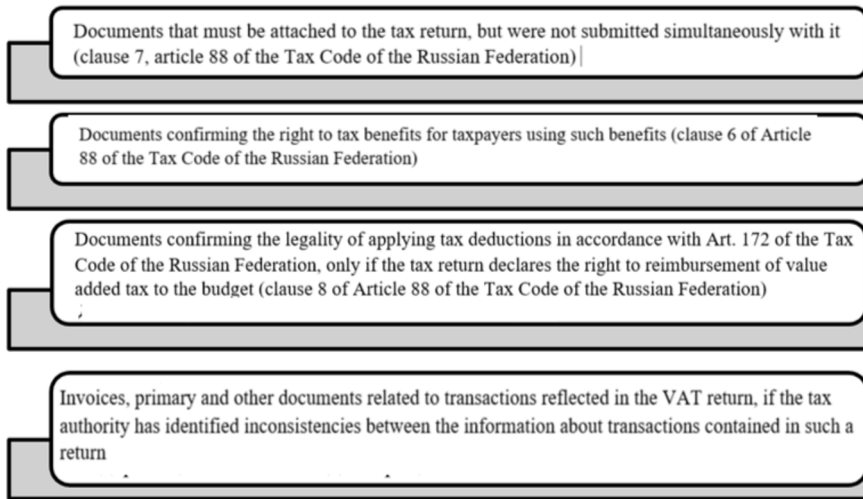 Documents that must be attached to the tax return, but were not submitted simultaneously with it
(clause 7, article 88 of the Tax Code of the Russian Federation)
Documents confirming the right to tax benefits for taxpayers using such benefits (clause 6 of Article
88 of the Tax Code of the Russian Federation)
Documents confirming the legality of applying tax deductions in accordance with Art. 172 of the Tax
Code of the Russian Federation, only if the tax return declares the right to reimbursement of value
added tax to the budget (clause 8 of Article 88 of the Tax Code of the Russian Federation)
Invoices, primary and other documents related to transactions reflected in the VAT return, if the tax
authority has identified inconsistencies between the information about transactions contained in such a
return